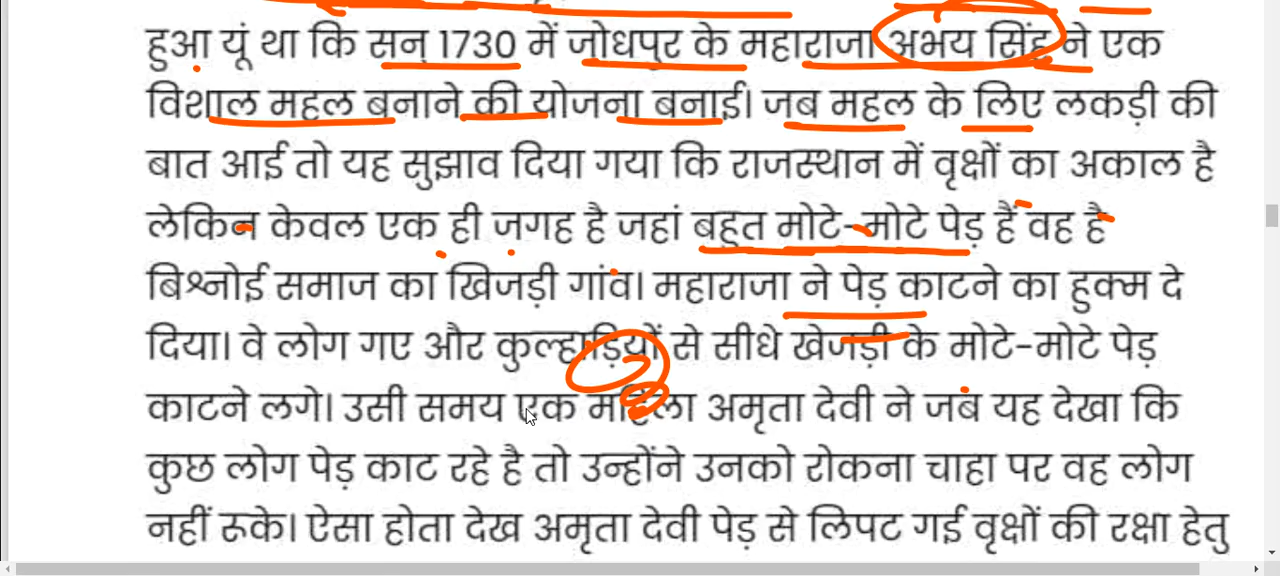 हुआ यूं था कि सन् 1730 में जोधपुर के महाराजा अभय सिंह ने एक
विशाल महल बनाने की योजना बनाई। जब महल के लिए लकड़ी की
बात आई तो यह सुझाव दिया गया कि राजस्थान में वृक्षों का अकाल है
लेकिन केवल एक ही जगह है जहां बहुत मोटे-मोटे पेड़ हैं वह है
बिश्नोई समाज का खिजड़ी गांव। महाराजा ने पेड़ काटने का हुक्म दे
दिया। वे लोग गए और कुल्हाड़ियों से सीधे खेजड़ी के मोटे-मोटे पेड़
काटने लगे। उसी समय एक महिला अमृता देवी ने जब यह देखा कि
कुछ लोग पेड़ काट रहे है तो उन्होंने उनको रोकना चाहा पर वह लोग
नहीं रूके। ऐसा होता देख अमृता देवी पेड़ से लिपट गई वृक्षों की रक्षा हेतु